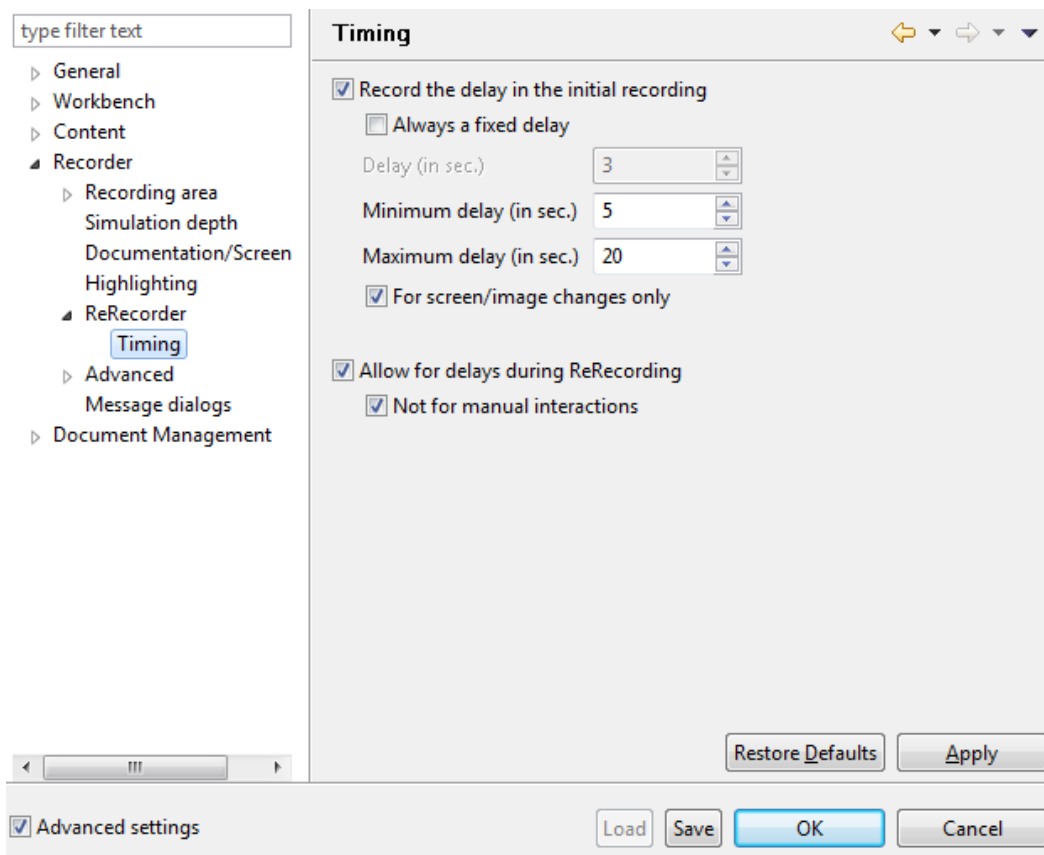 type filter text
General
Workbench
Content
Recorder
Recording area
Simulation depth
Documentation/Screen
Highlighting
ReRecorder
Timing
Advanced
Message dialogs
Document Management
Timing
Record the delay in the initial recording
Always a fixed delay
Delay (in sec.) 3
Minimum delay (in sec.) 5
Maximum delay (in sec.) 20
For screen/image changes only
Allow for delays during ReRecording
Not for manual interactions
Restore Defaults Apply
Advanced settings Load Save OK Cancel